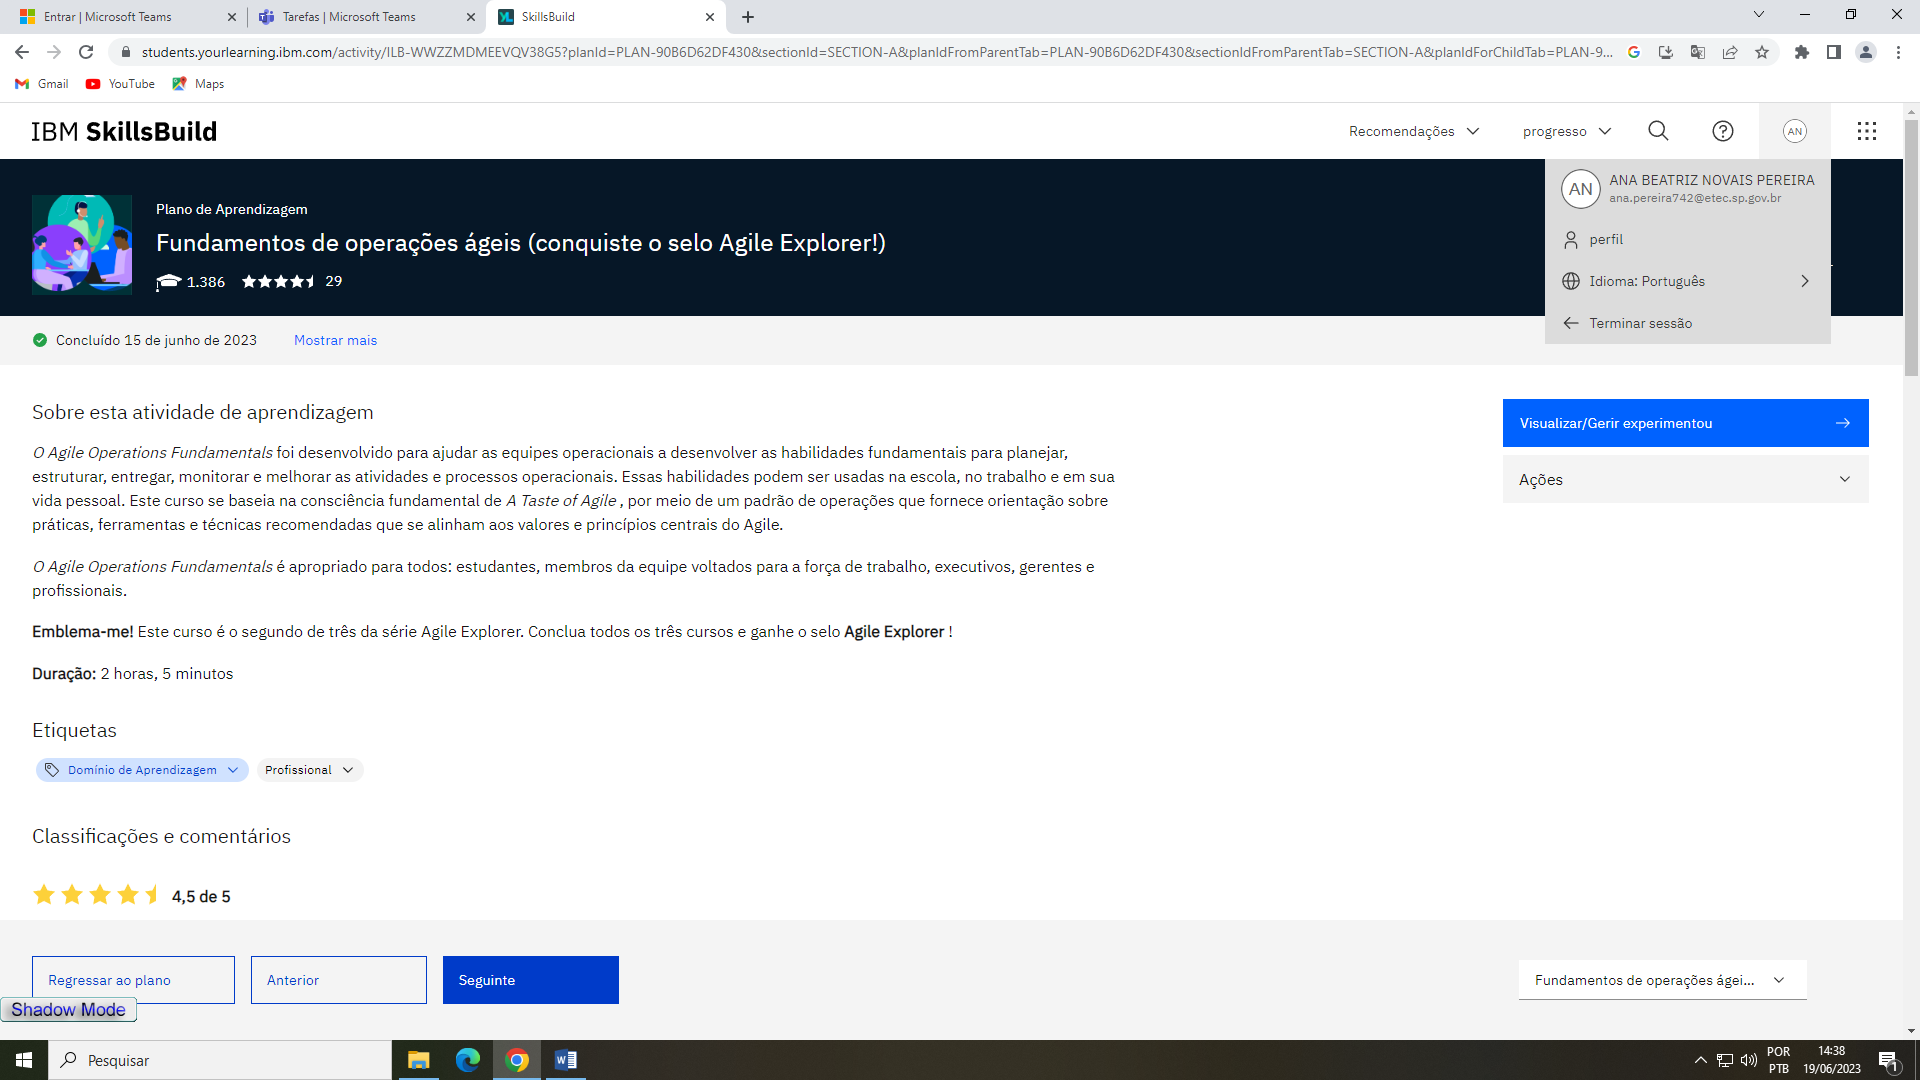 Entrar | Microsoft Teams
Tarefas | Microsoft Teams
SkillsBuild
students.yourlearning.ibm.com/activity/ILB-WWZZMDMEEVQV38G5?planId=PLAN-90B6D62DF430&sectionId=SECTION-A&planIdFromParentTab=PLAN-90B6D62DF430&sectionIdFromParentTab=SECTION-A&planIdForChildTab=PLAN-9...
Gmail
YouTube
Maps
IBM SkillsBuild
Recomendações
progresso
AN
AN
ANA BEATRIZ NOVAIS PEREIRA
ana.pereira742@etec.sp.gov.br
perfil
Idioma: Português
Terminar sessão
Plano de Aprendizagem
Fundamentos de operações ágeis (conquiste o selo Agile Explorer!)
1.386
29
Concluído 15 de junho de 2023
Mostrar mais
Sobre esta atividade de aprendizagem
O Agile Operations Fundamentals foi desenvolvido para ajudar as equipes operacionais a desenvolver as habilidades fundamentais para planejar,
estruturar, entregar, monitorar e melhorar as atividades e processos operacionais. Essas habilidades podem ser usadas na escola, no trabalho e em sua
vida pessoal. Este curso se baseia na consciência fundamental de A Taste of Agile , por meio de um padrão de operações que fornece orientação sobre
práticas, ferramentas e técnicas recomendadas que se alinham aos valores e princípios centrais do Agile.
O Agile Operations Fundamentals é apropriado para todos: estudantes, membros da equipe voltados para a força de trabalho, executivos, gerentes e
profissionais.
Emblema-me! Este curso é o segundo de três da série Agile Explorer. Conclua todos os três cursos e ganhe o selo Agile Explorer !
Duração: 2 horas, 5 minutos
Visualizar/Gerir experimentou
Ações
Etiquetas
Domínio de Aprendizagem
Profissional
Classificações e comentários
4,5 de 5
Regressar ao plano
Anterior
Seguinte
Fundamentos de operações ágei...
Shadow Mode
Pesquisar
POR
PTB
14:38
19/06/2023
1